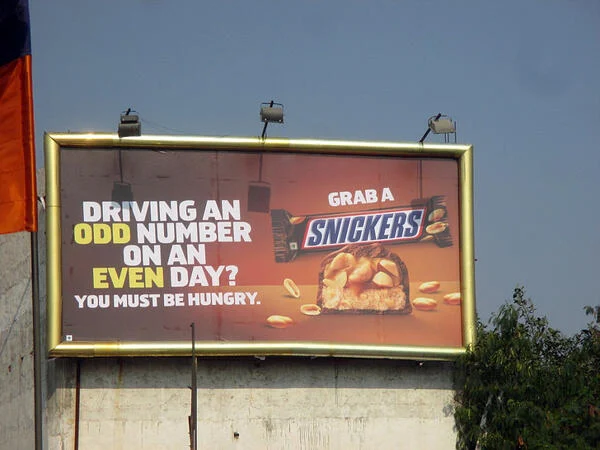 DRIVING AN
ODD NUMBER
ON AN
EVEN DAY?
YOU MUST BE HUNGRY.
GRAB A
SNICKERS